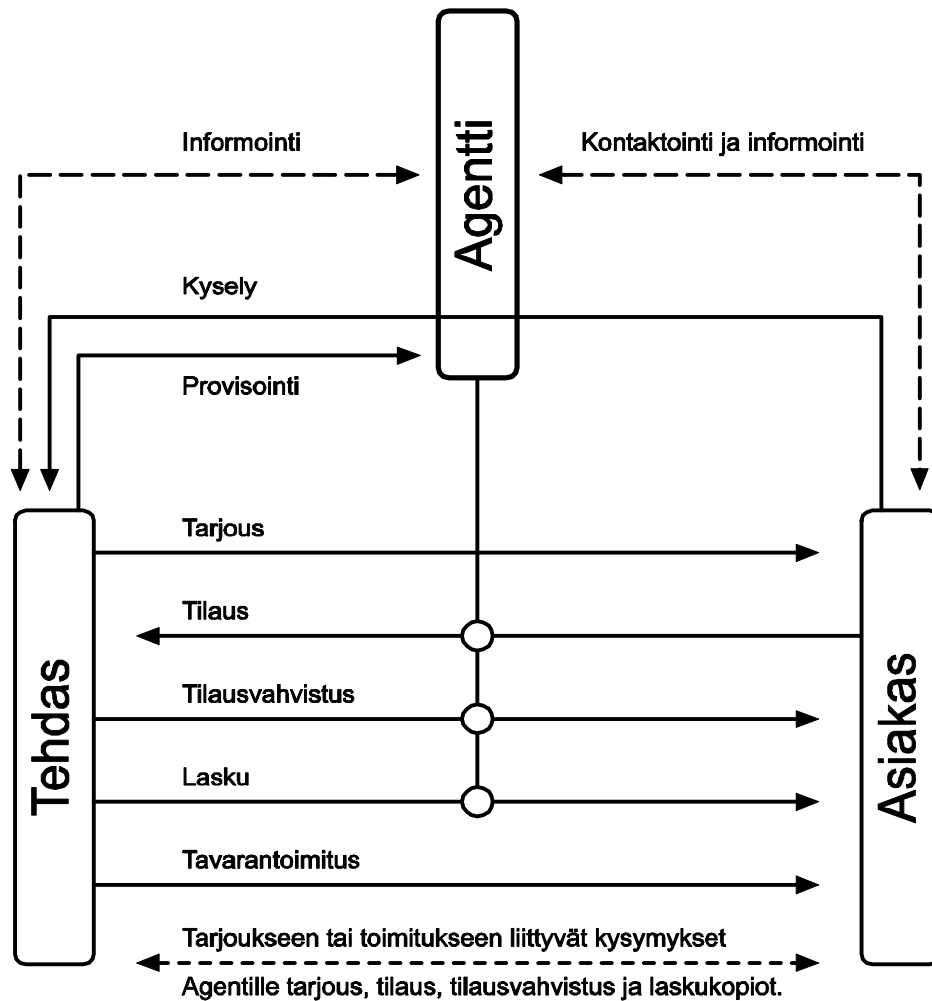 Agentti
Informointi
Kontaktointi ja informointi
Kysely
Provisointi
Tehdas
Asiakas
Tarjous
Tilaus
Tilausvahvistus
Lasku
Tavarantoimitus
Tarjoukseen tai toimitukseen liittyvät kysymykset
Agentille tarjous, tilaus, tilausvahvistus ja laskukopiot.